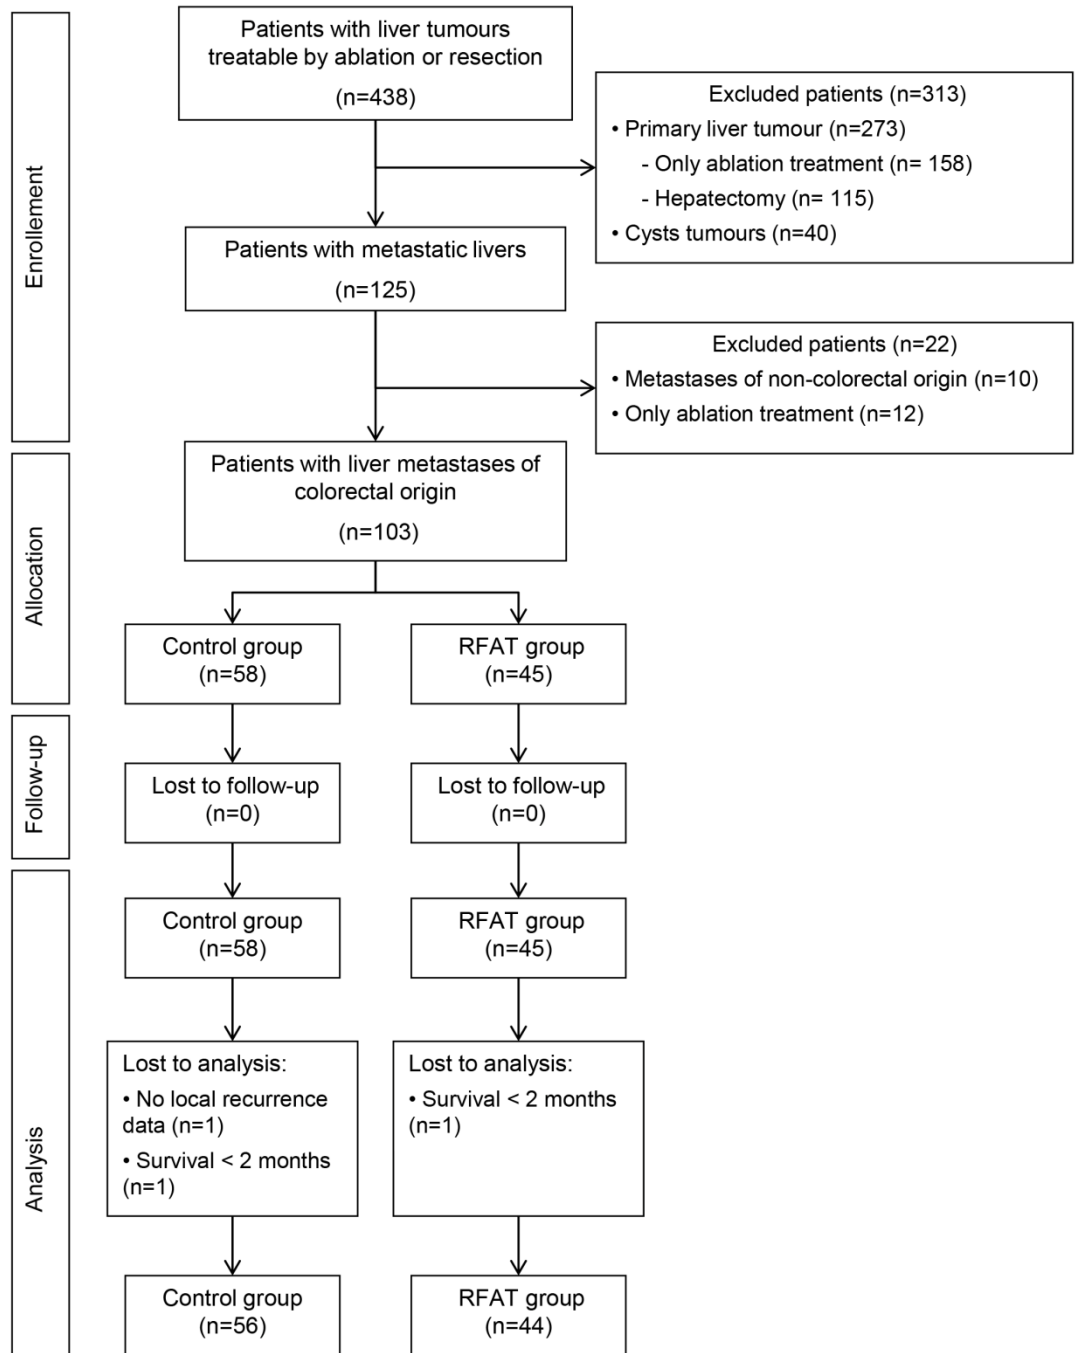 Patients with liver tumours
treatable by ablation or resection
(n=438)
Excluded patients (n=313)
• Primary liver tumour (n=273)
- Only ablation treatment (n= 158)
- Hepatectomy (n= 115)
• Cysts tumours (n=40)
Enrollement
Patients with metastatic livers
(n=125)
Excluded patients (n=22)
• Metastases of non-colorectal origin (n=10)
• Only ablation treatment (n=12)
Patients with liver metastases of
colorectal origin
(n=103)
Allocation
Control group
(n=58)
RFAT group
(n=45)
Follow-up
Lost to follow-up
(n=0)
Lost to follow-up
(n=0)
Control group
(n=58)
RFAT group
(n=45)
Analysis
Lost to analysis:
• No local recurrence
data (n=1)
• Survival < 2 months
(n=1)
Lost to analysis:
• Survival < 2 months
(n=1)
Control group
(n=56)
RFAT group
(n=44)